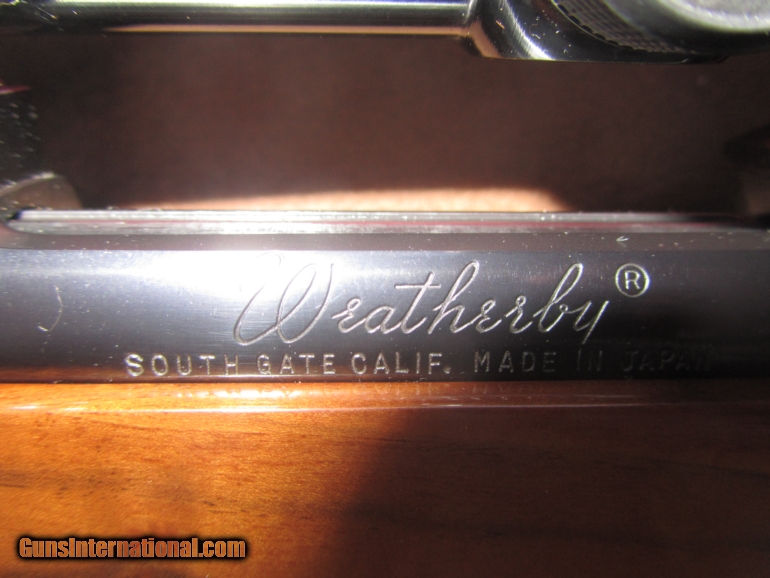 Weatherby®
SOUTH GATE CALIF. MADE IN JAPAN
GunsInternational.com